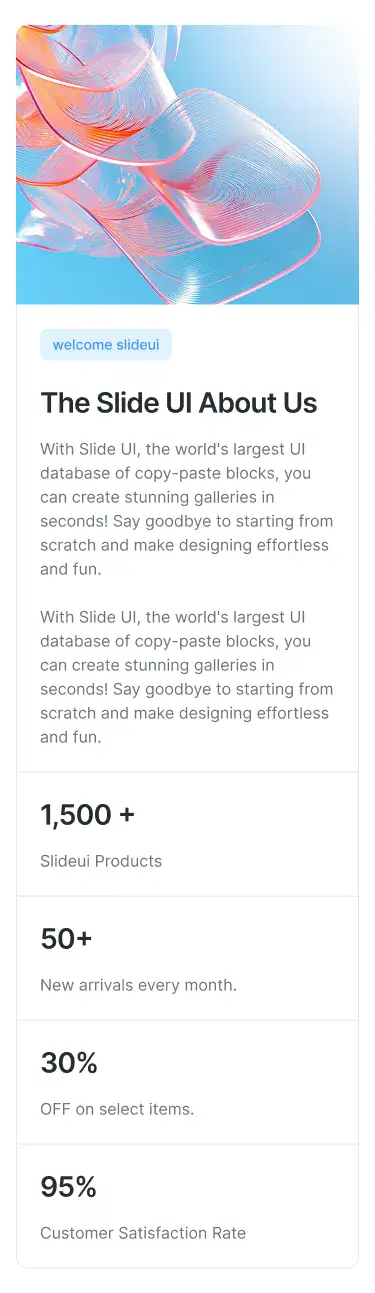 welcome slideui
The Slide UI About Us
With Slide UI, the world's largest UI
database of copy-paste blocks, you
can create stunning galleries in
seconds! Say goodbye to starting from
scratch and make designing effortless
and fun.
With Slide UI, the world's largest UI
database of copy-paste blocks, you
can create stunning galleries in
seconds! Say goodbye to starting from
scratch and make designing effortless
and fun.
1,500 +
Slideui Products
50+
New arrivals every month.
30%
OFF on select items.
95%
Customer Satisfaction Rate